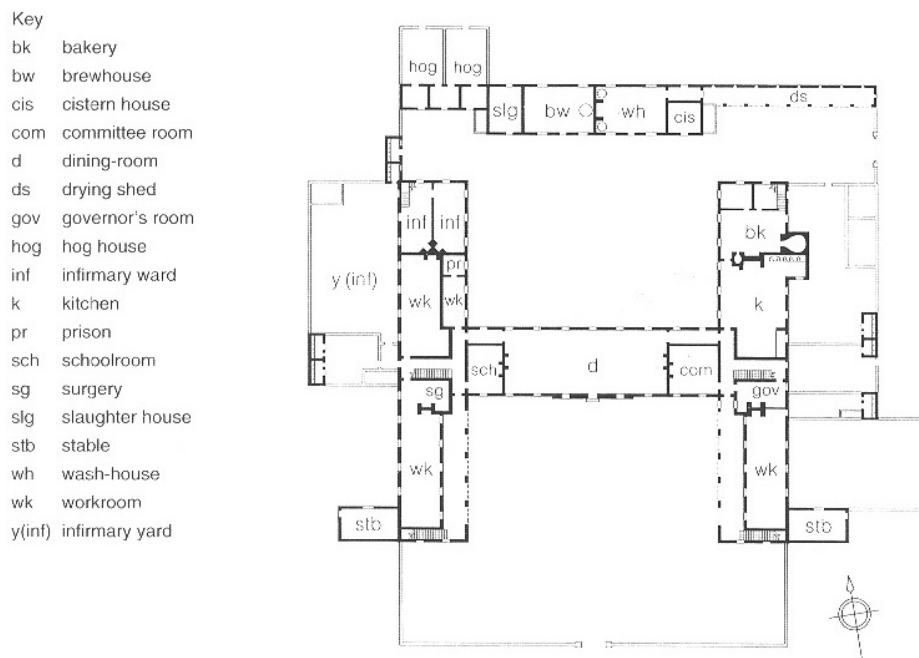 Key
bk bakery
bw brewhouse
cis cistern house
com committee room
d dining-room
ds drying shed
gov governor's room
hog hog house
inf infirmary ward
k kitchen
pr prison
sch schoolroom
sg surgery
slg slaughter house
stb stable
wh wash-house
wk workroom
y(inf) infirmary yard
hog hog
slg bw wh cis ds
inf inf bk
y (inf) wk pr wk k
sch d com
sg gov
wk wk
stb stb